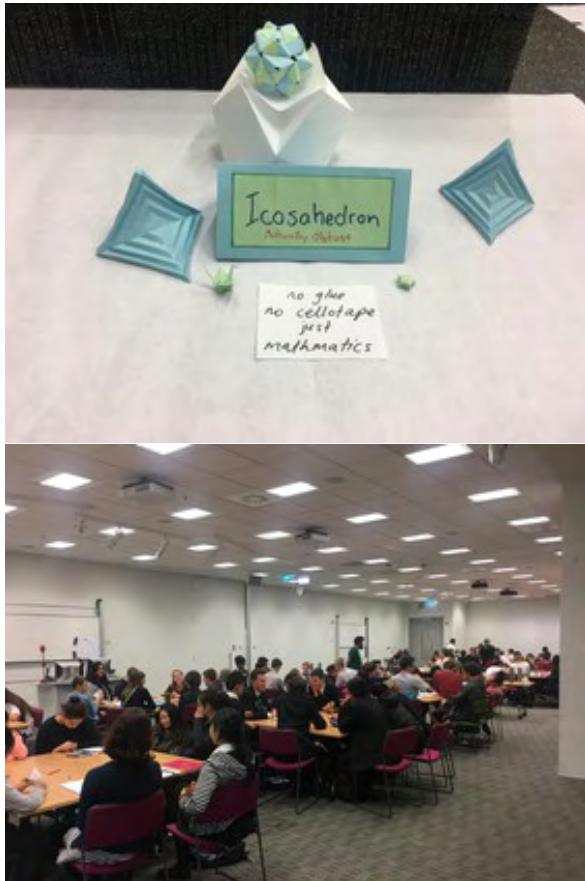 Icosahedron
no glue
no cellotape
just
mathmatics